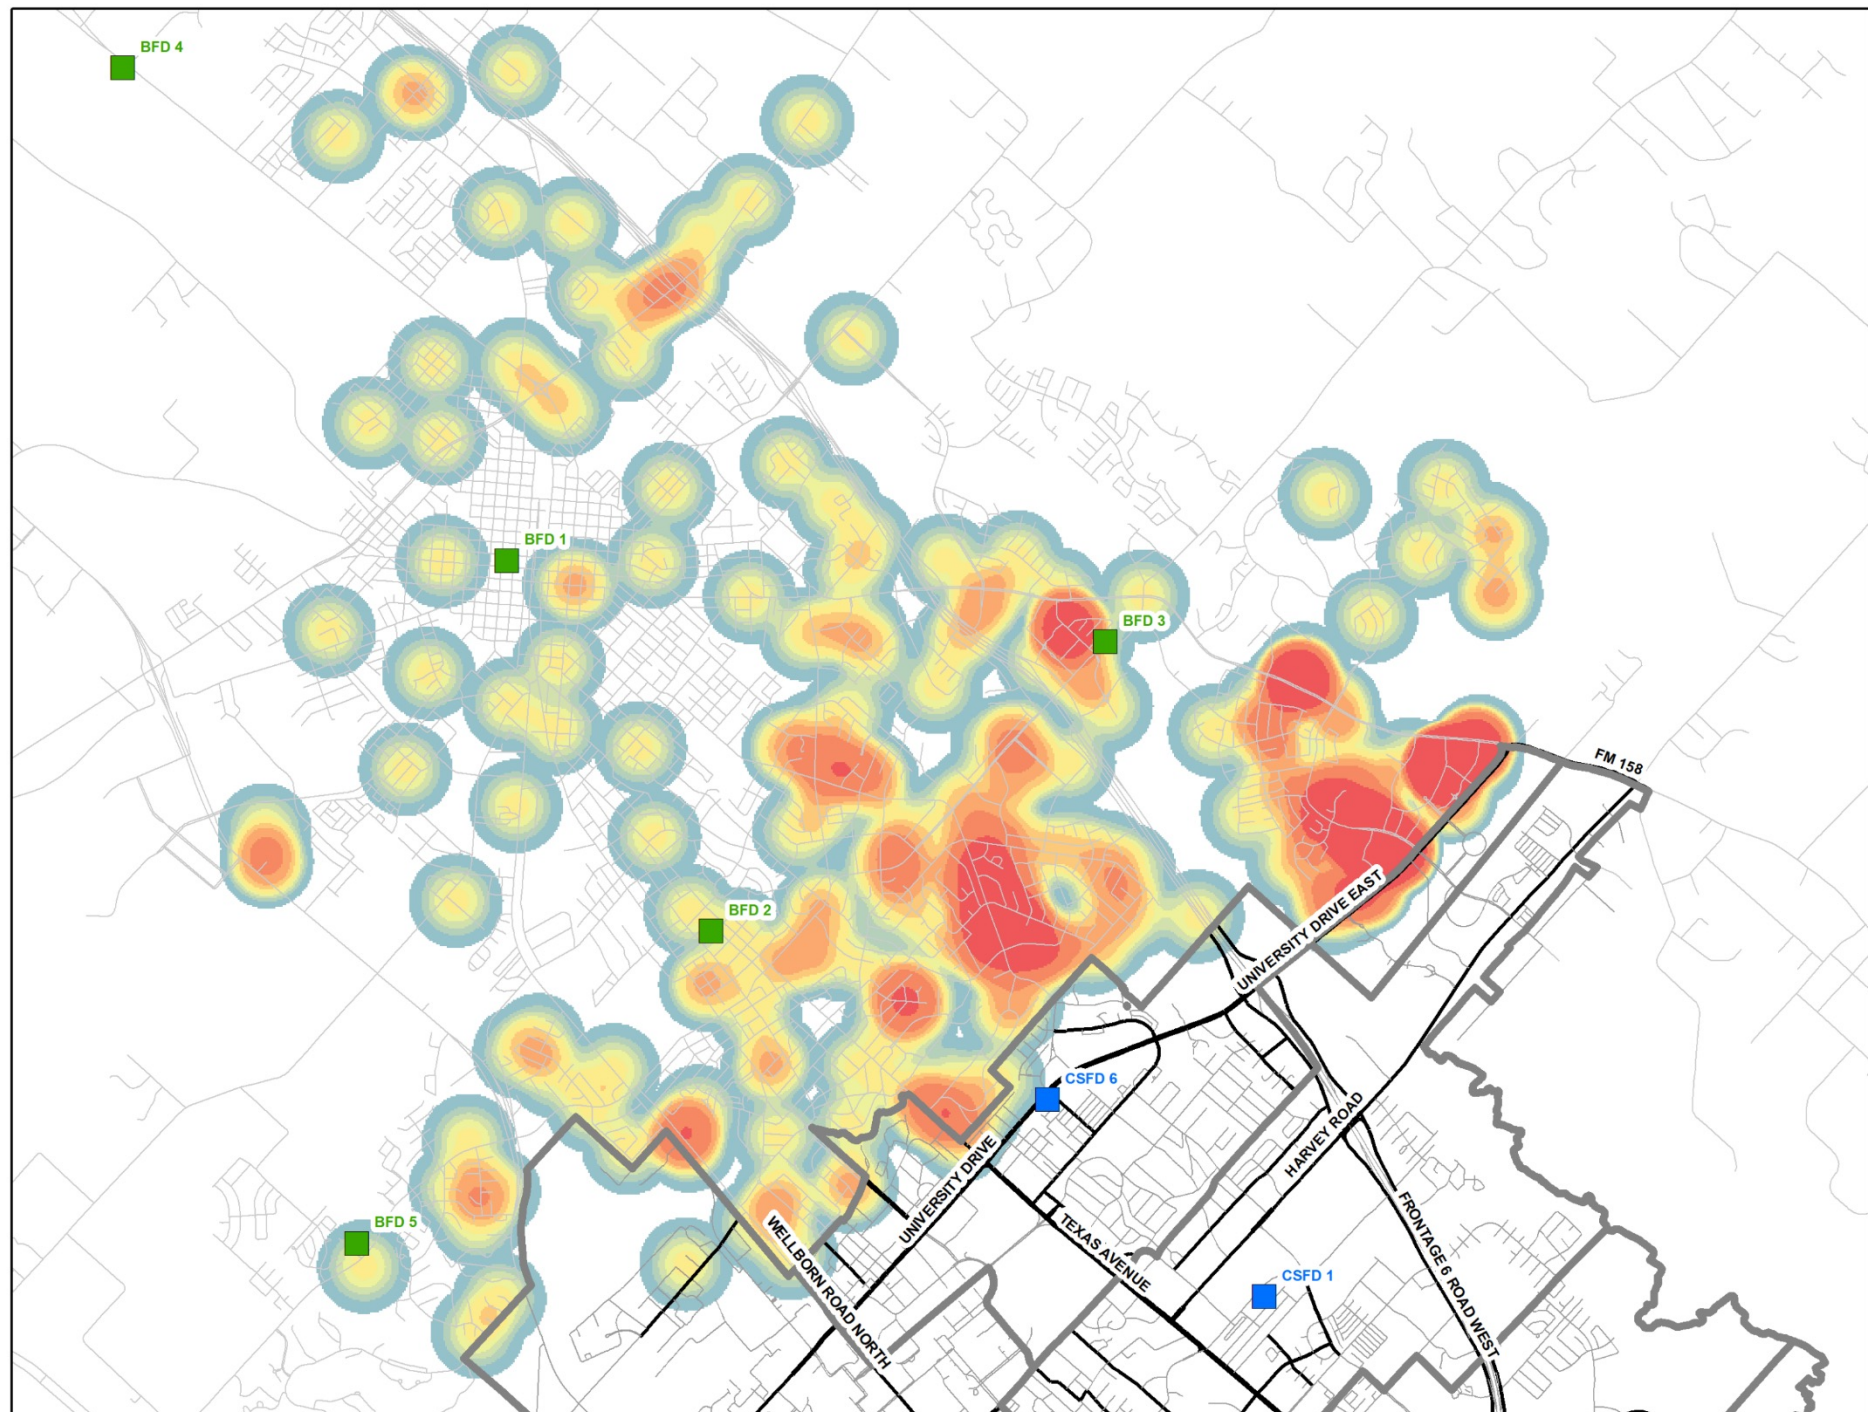 BFD 4
BFD 1
BFD 3
FM 158
UNIVERSITY DRIVE EAST
BFD 2
CSFD 6
HARVEY ROAD
UNIVERSITY DRIVE
BFD 5
WELLBORN ROAD NORTH
TEXAS AVENUE
FRONTAGE 6 ROAD WEST
CSFD 1